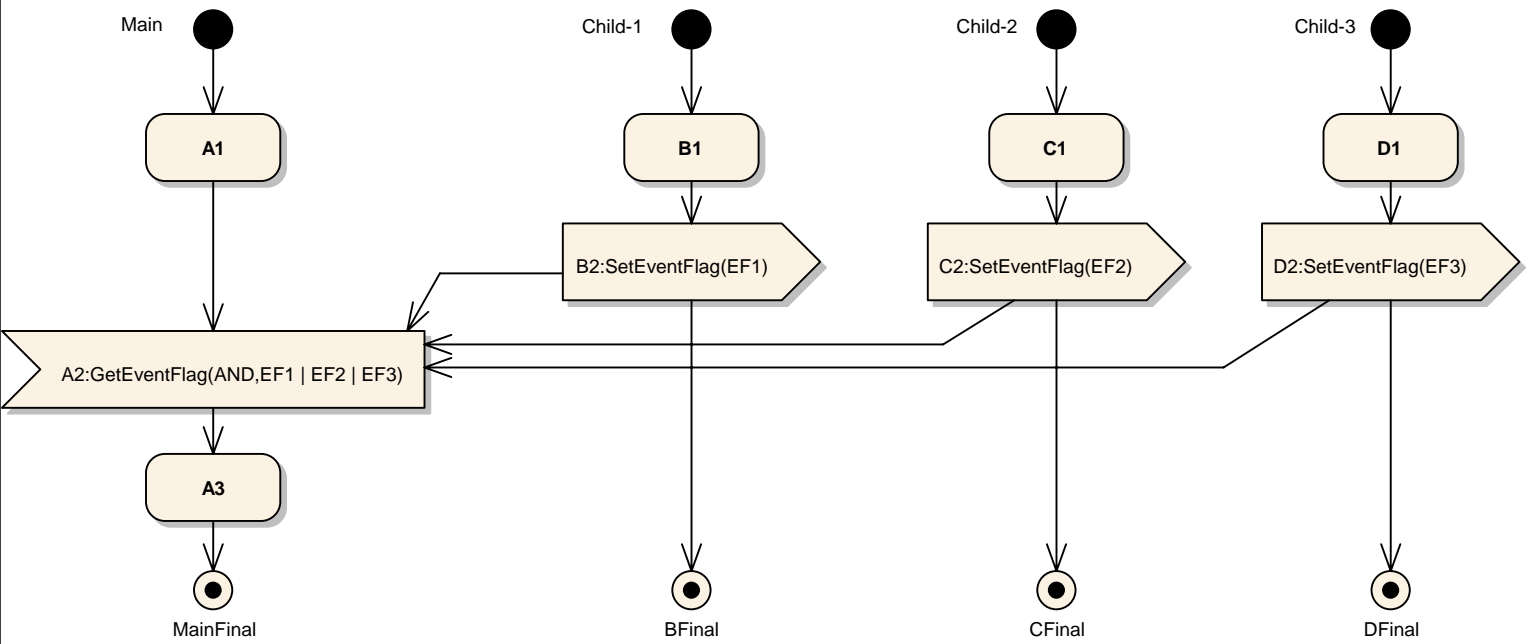 Main
Child-1
Child-2
Child-3
A1
B1
C1
D1
B2:SetEventFlag(EF1)
C2:SetEventFlag(EF2)
D2:SetEventFlag(EF3)
A2:GetEventFlag(AND,EF1 | EF2 | EF3)
A3
MainFinal
BFinal
CFinal
DFinal